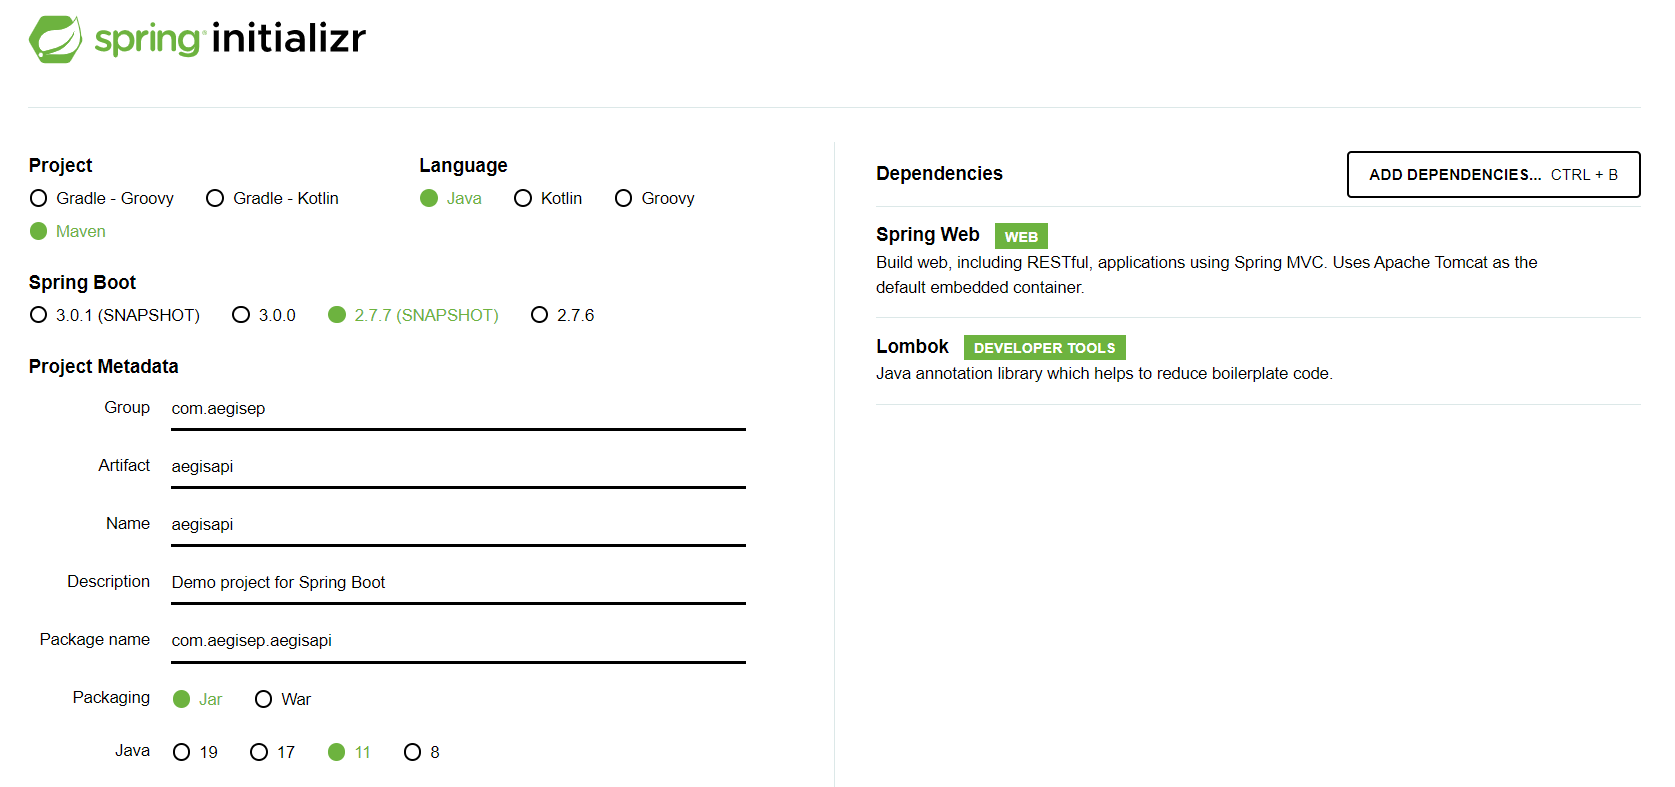 spring initializr
Project
Gradle - Groovy Gradle - Kotlin
Maven
Language
Java Kotlin Groovy
Spring Boot
3.0.1 (SNAPSHOT) 3.0.0 2.7.7 (SNAPSHOT) 2.7.6
Project Metadata
Group com.aegisep
Artifact aegisapi
Name aegisapi
Description Demo project for Spring Boot
Package name com.aegisep.aegisapi
Packaging Jar War
Java 19 17 11 8
Dependencies
ADD DEPENDENCIES... CTRL + B
Spring Web WEB
Build web, including RESTful, applications using Spring MVC. Uses Apache Tomcat as the
default embedded container.
Lombok DEVELOPER TOOLS
Java annotation library which helps to reduce boilerplate code.